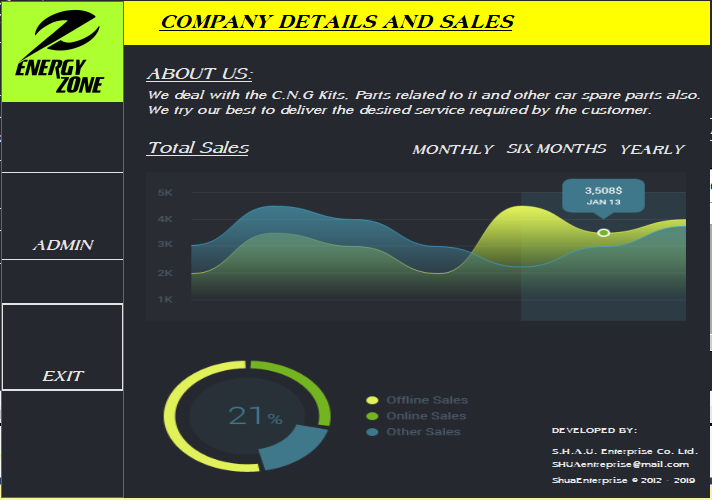 COMPANY DETAILS AND SALES
ENERGY
ZONE
ABOUT US:
We deal with the C.N.G Kits, Parts related to it and other car spare parts also.
We try our best to deliver the desired service required by the customer.
Total Sales
MONTHLY SIX MONTHS YEARLY
3,508$
JAN 13
5K
4K
3K
2K
1K
ADMIN
EXIT
21%
Offline Sales
Online Sales
Other Sales
DEVELOPED BY:
S.H.A.U. Enterprise Co. Ltd.
SHUAenreprise@mail.com
ShuaEnterprise © 2012 - 2019